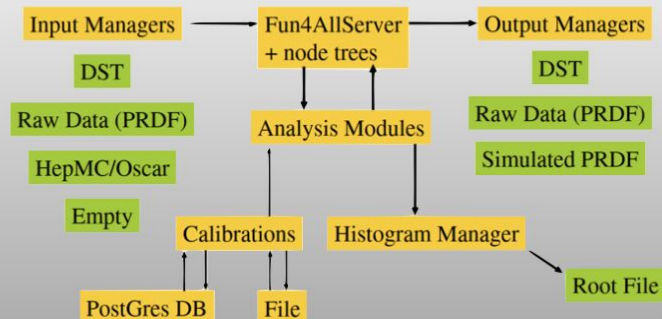 Input Managers
Fun4AllServer
+ node trees
Output Managers
DST
DST
Raw Data (PRDF)
Raw Data (PRDF)
Analysis Modules
HepMC/Oscar
Simulated PRDF
Empty
Calibrations
Histogram Manager
Root File
PostGres DB
File